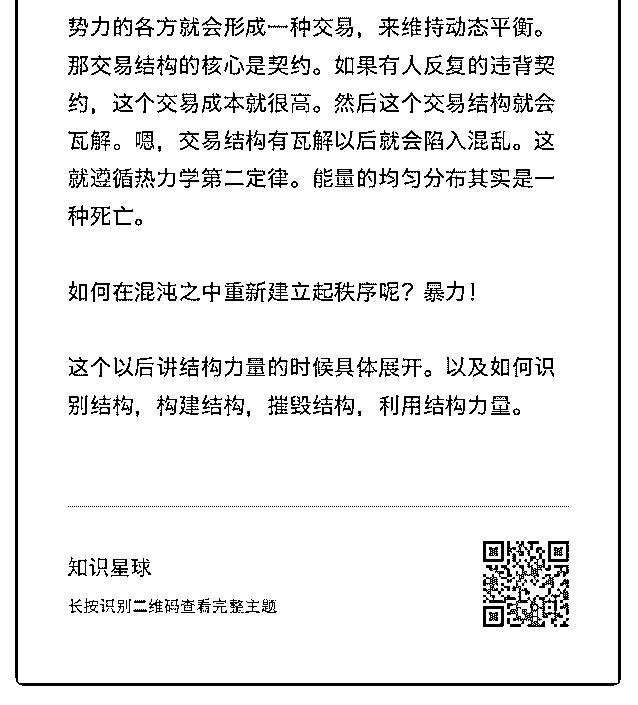 势力的各方就会形成一种交易，来维持动态平衡。
那交易结构的核心是契约。如果有人反复的违背契
约，这个交易成本就很高。然后这个交易结构就会
瓦解。嗯，交易结构有瓦解以后就会陷入混乱。这
就遵循热力学第二定律。能量的均匀分布其实是一
种死亡。
如何在混沌之中重新建立起秩序呢？暴力！
这个以后讲结构力量的时候具体展开。以及如何识
别结构，构建结构，摧毁结构，利用结构力量。
知识星球
长按识别二维码查看完整主题